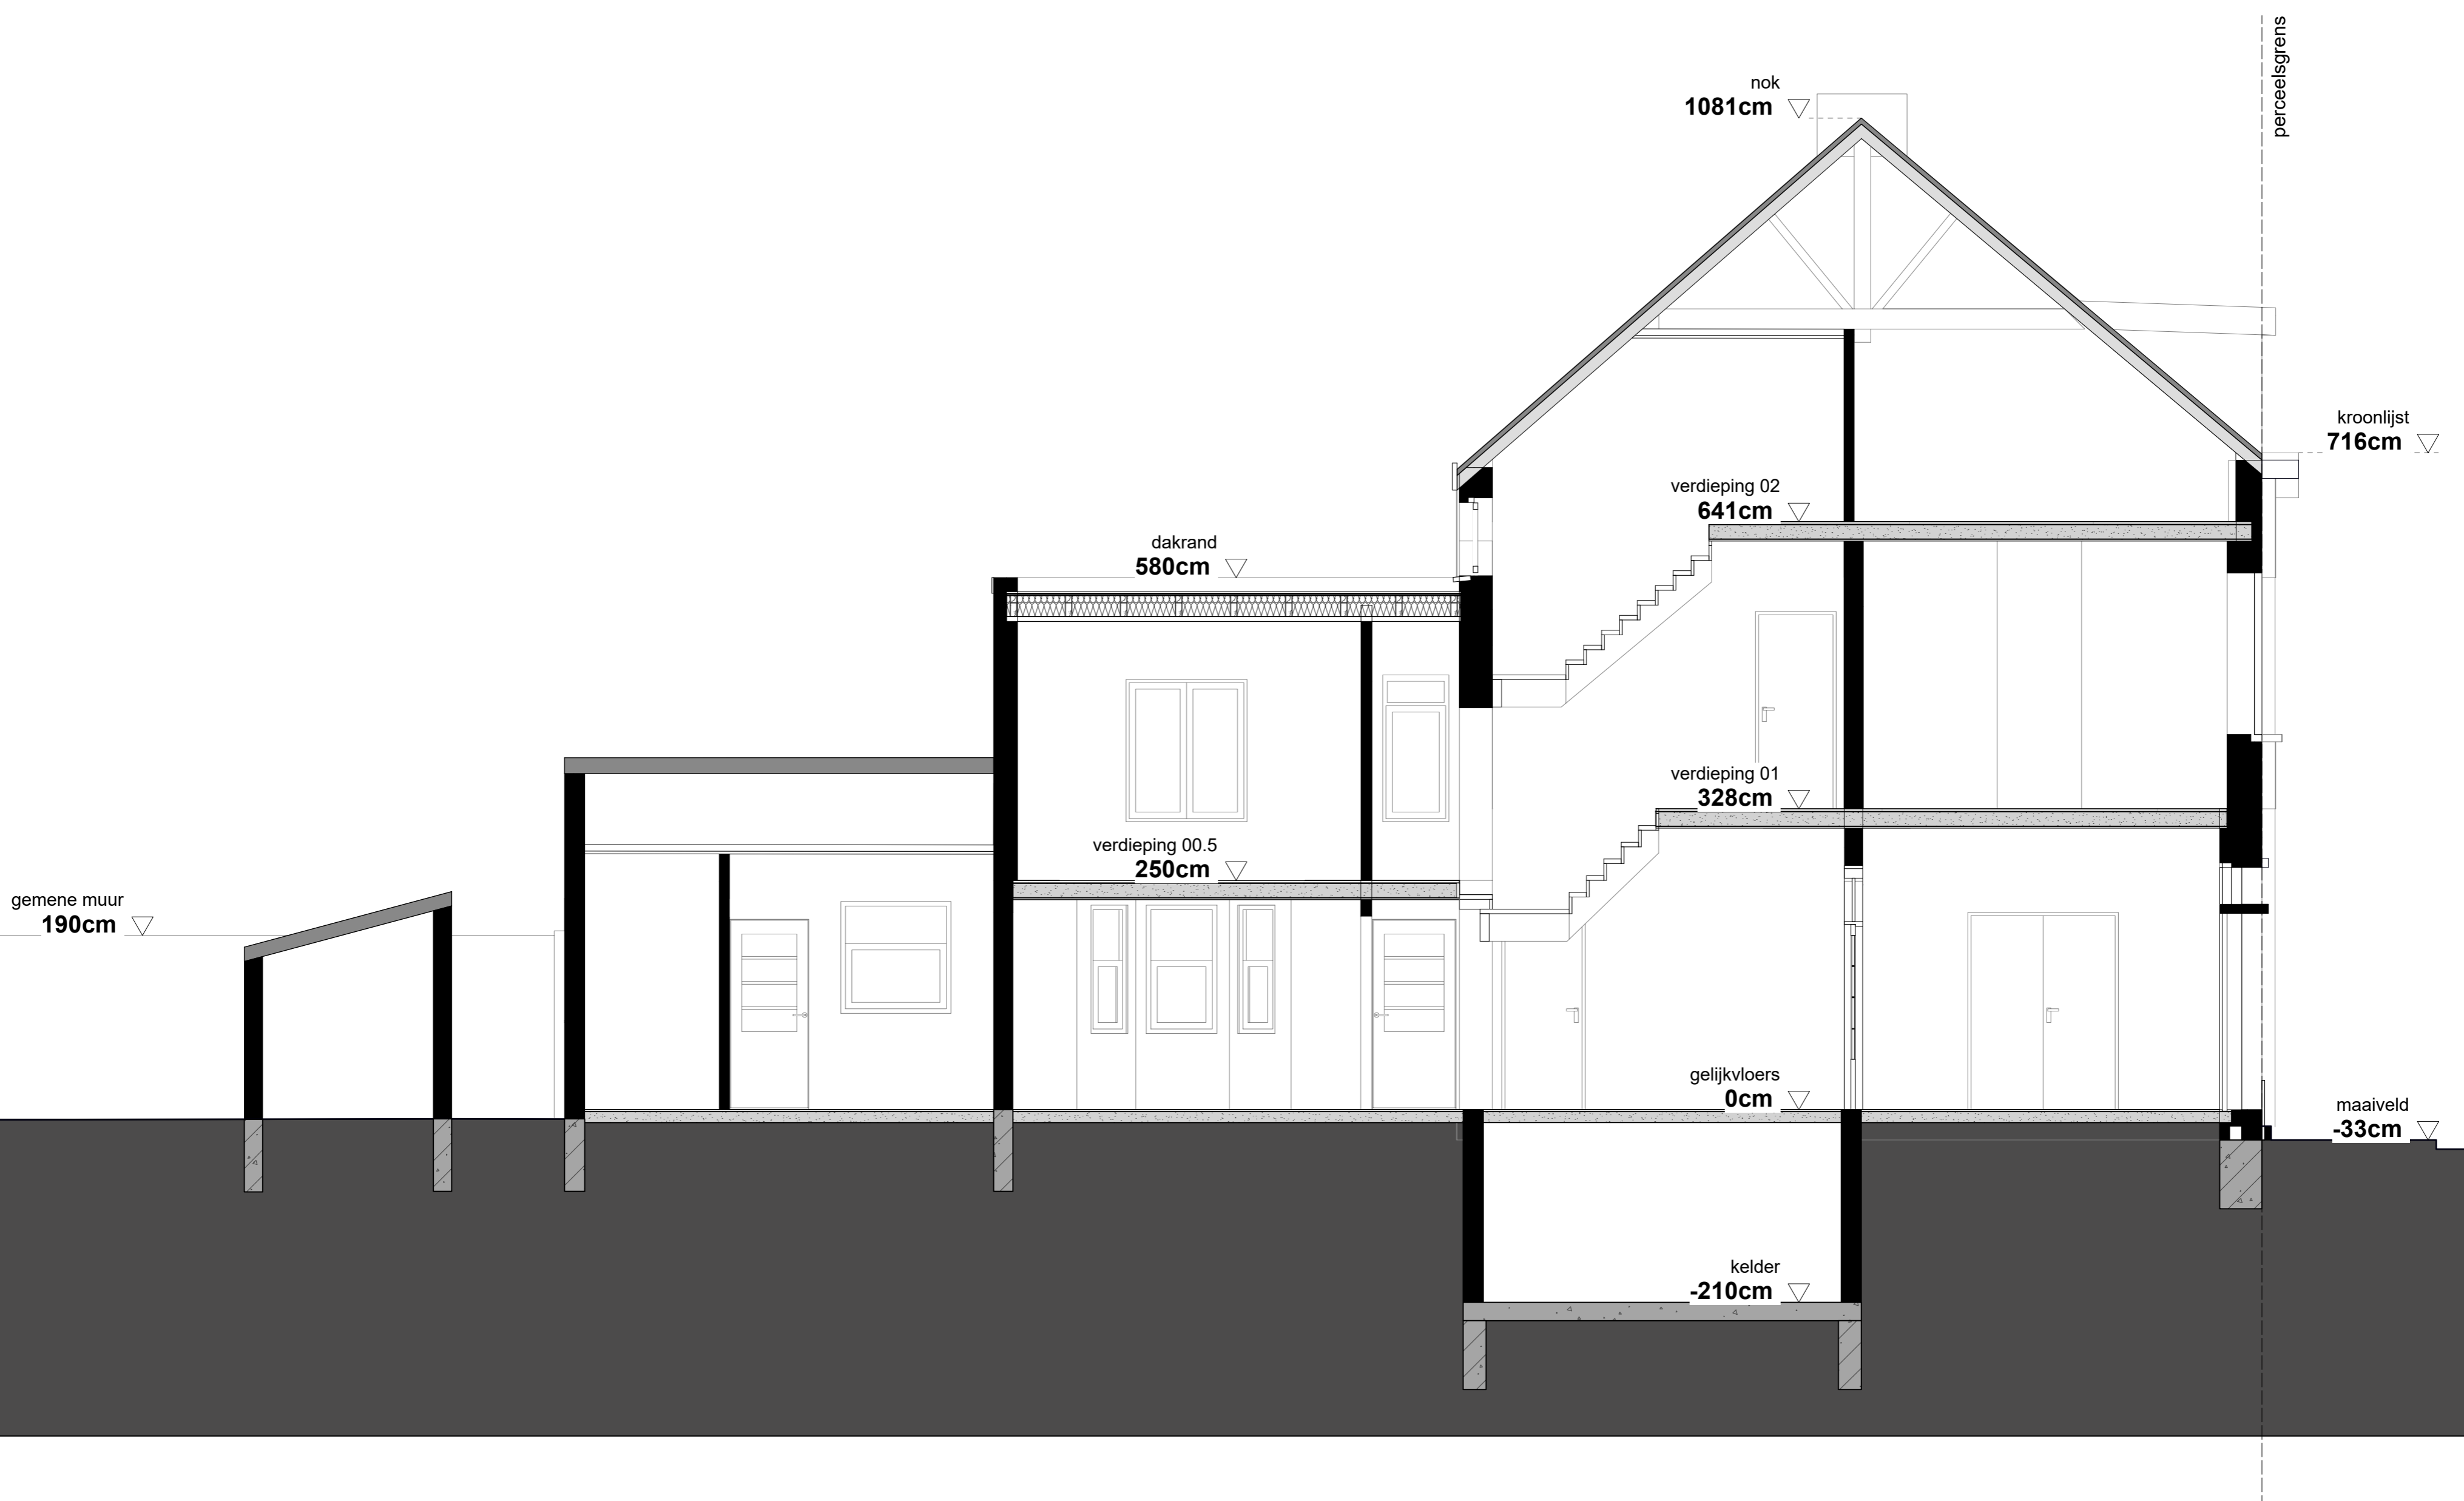 perceelsgrens
nok
1081cm
kroonlijst
716cm
verdieping 02
641cm
dakrand
580cm
verdieping 01
328cm
verdieping 00.5
250cm
gemene muur
190cm
gelijkvloers
0cm
maaiveld
-33cm
kelder
-210cm